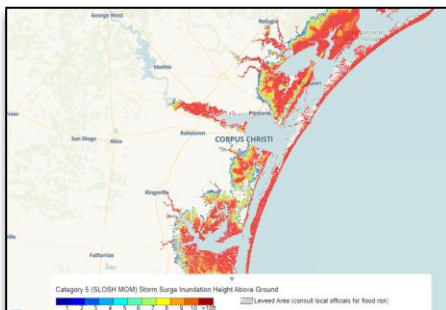 George West
Refugio
Mathis
Portland
San Diego
Alice
Robstown
CORPUS CHRISTI
Kingsville
Falfurrias
Category 5 (SLOSH MOM) Storm Surge Inundation Height Above Ground
1 2 3 4 5 6 7 8 9 10 >10ft
Leveed Area (consult local officials for flood risk)